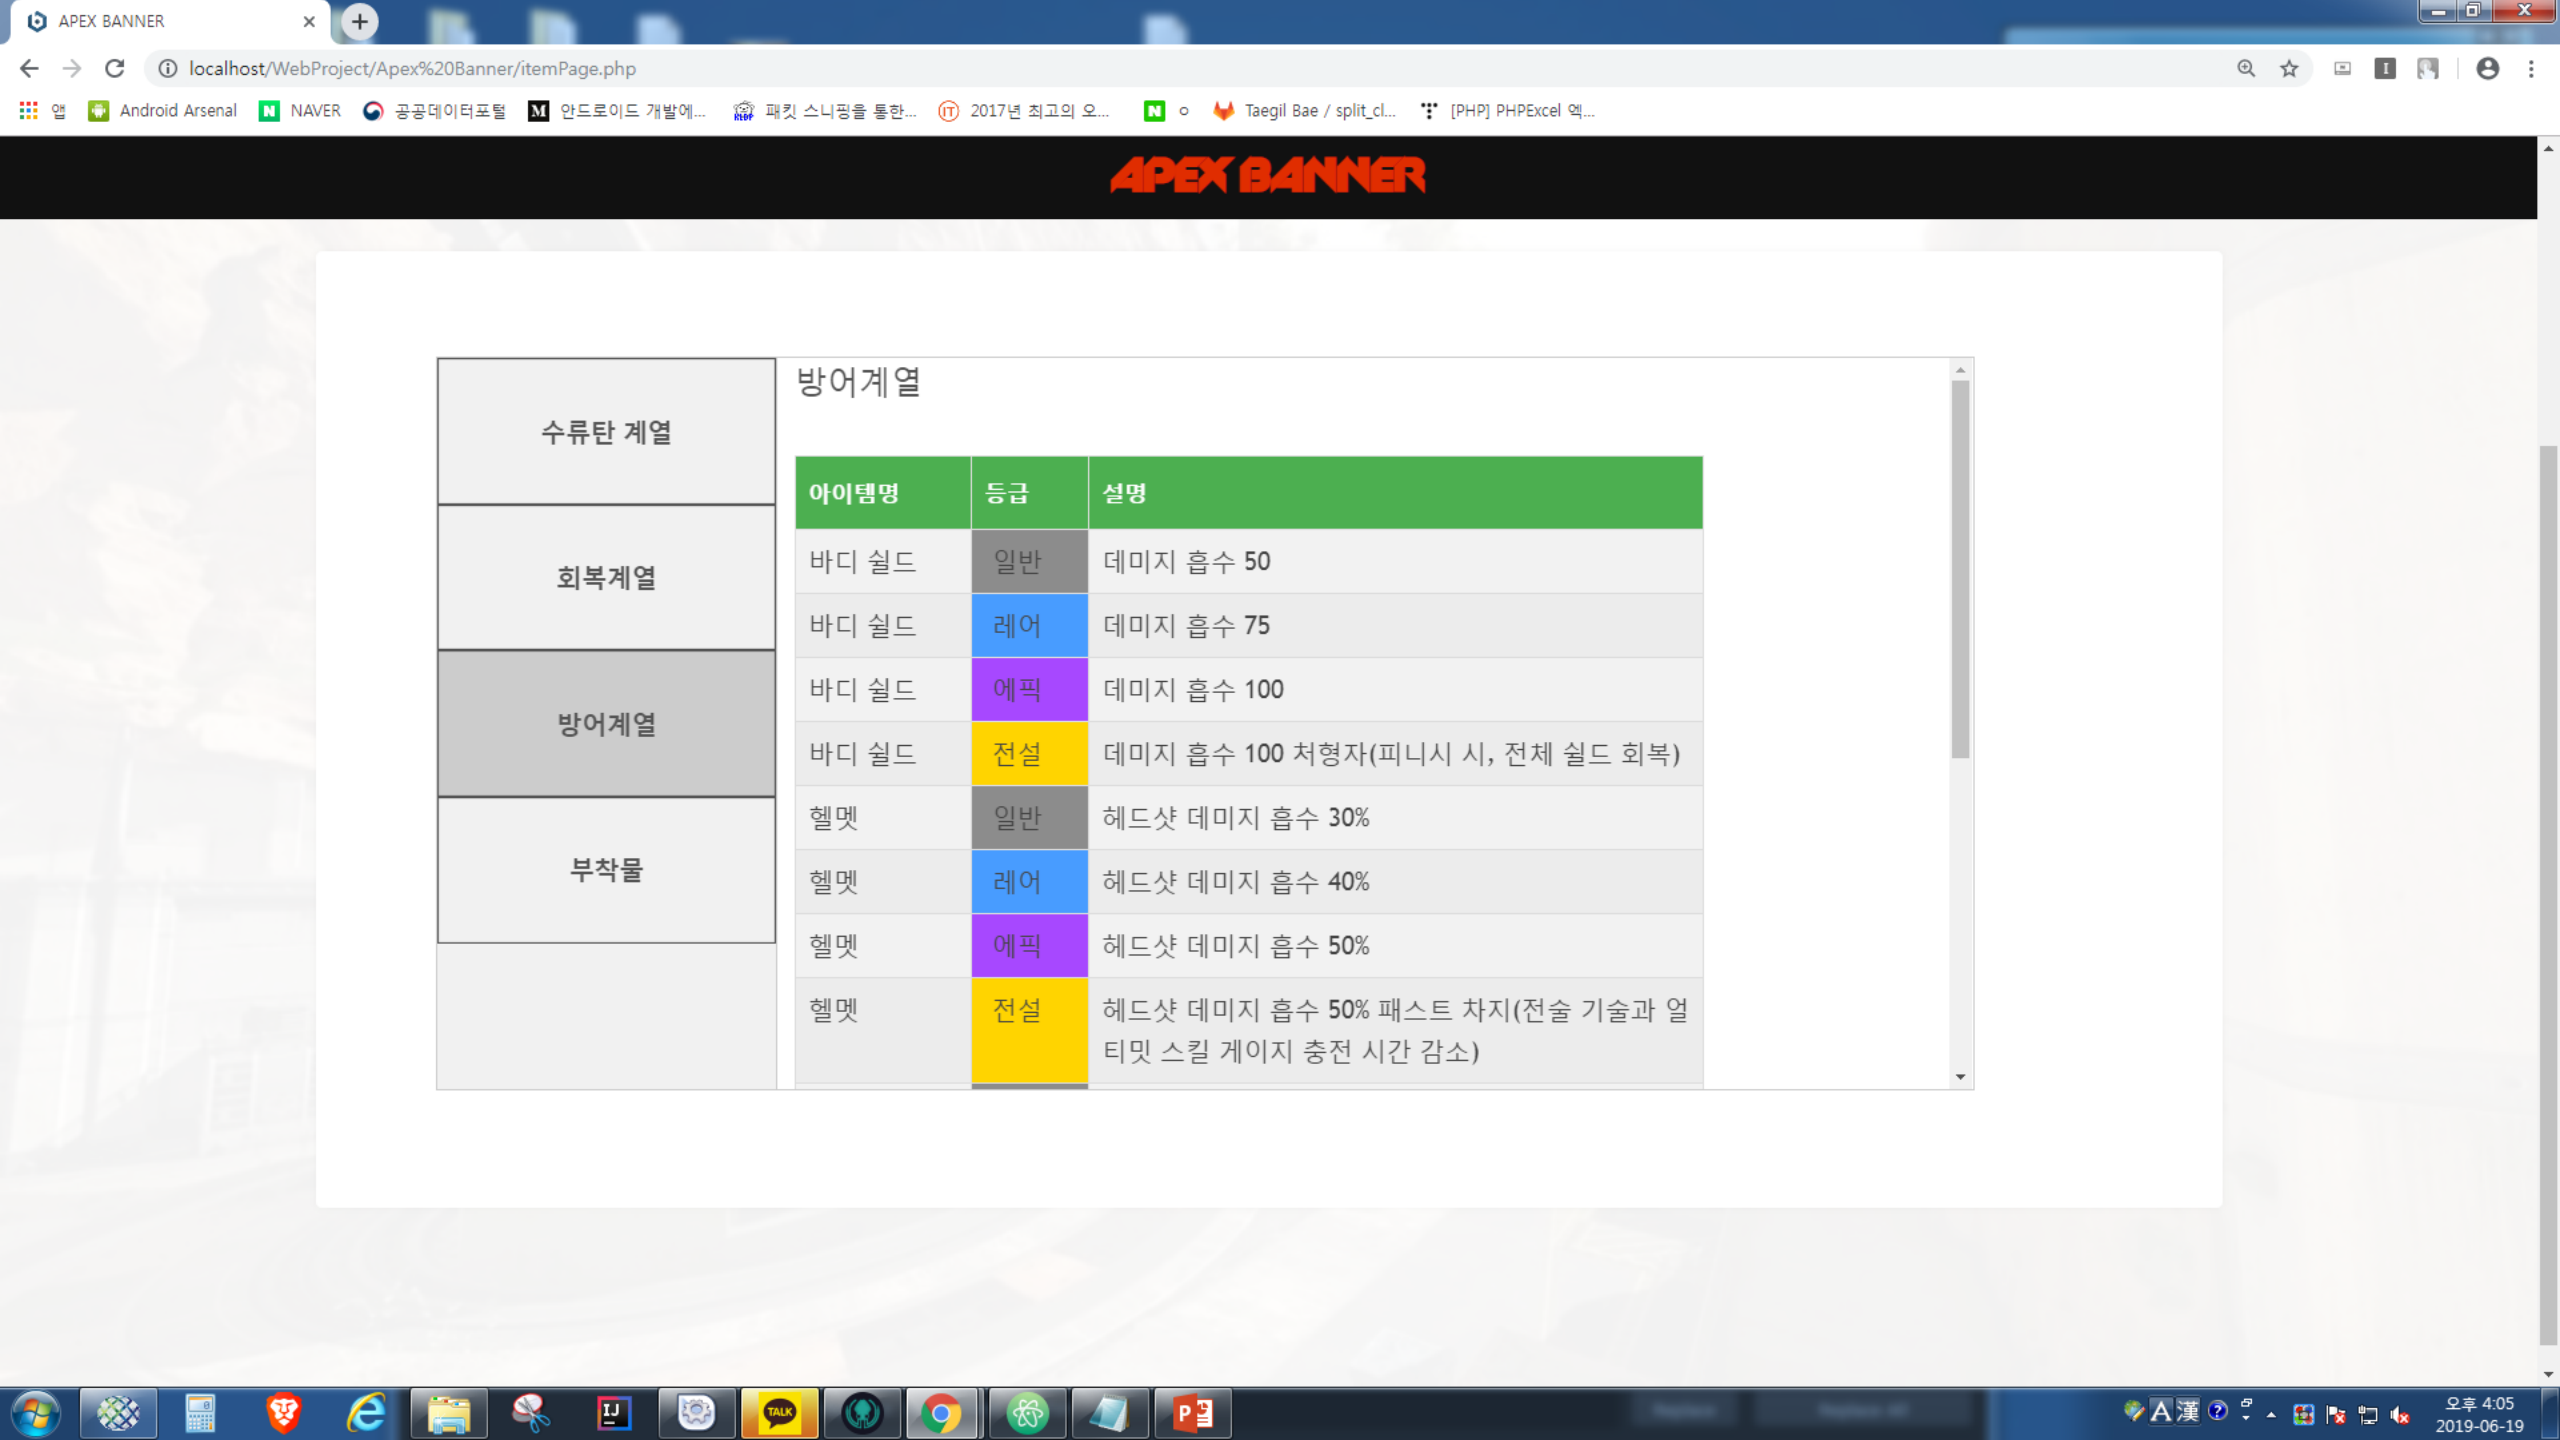 APEX BANNER
localhost/WebProject/Apex%20Banner/itemPage.php
앱 Android Arsenal NAVER 공공데이터포털 안드로이드 개발에... 패킷 스니핑을 통한... 2017년 최고의 오... ㅇ Taegil Bae / split_cl... [PHP] PHPExcel 엑...
APEX BANNER
수류탄 계열
회복계열
방어계열
부착물
방어계열
아이템명 등급 설명
바디 쉴드 일반 데미지 흡수 50
바디 쉴드 레어 데미지 흡수 75
바디 쉴드 에픽 데미지 흡수 100
바디 쉴드 전설 데미지 흡수 100 처형자(피니시 시, 전체 쉴드 회복)
헬멧 일반 헤드샷 데미지 흡수 30%
헬멧 레어 헤드샷 데미지 흡수 40%
헬멧 에픽 헤드샷 데미지 흡수 50%
헬멧 전설 헤드샷 데미지 흡수 50% 패스트 차지(전술 기술과 얼
티밋 스킬 게이지 충전 시간 감소)
TALK
A 漢
오후 4:05
2019-06-19